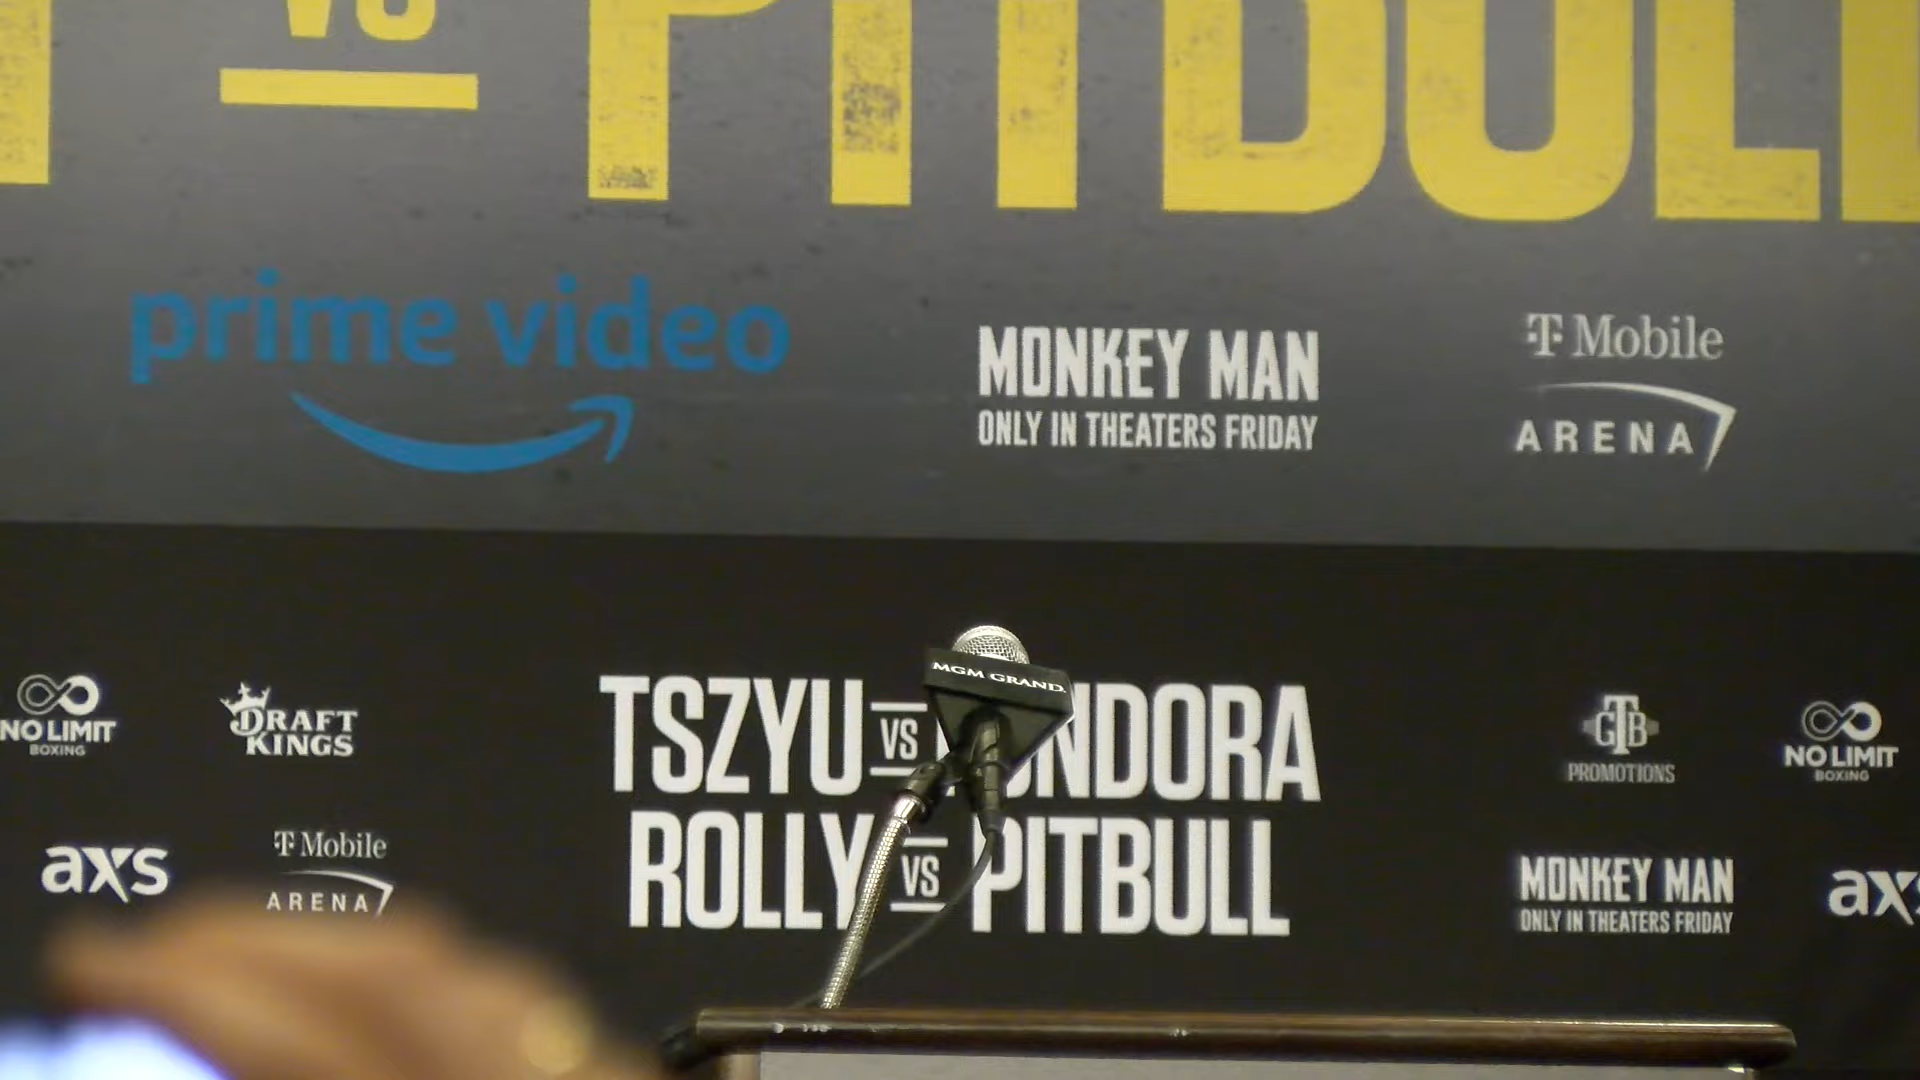 VS PITBULL
prime video
MONKEY MAN
ONLY IN THEATERS FRIDAY
T Mobile
ARENA
MGM GRAND.
NO LIMIT
BOXING
DRAFT
KINGS
TSZYU VS NDORA
ROLLY VS PITBULL
GTB
PROMOTIONS
NO LIMIT
BOXING
axs
T Mobile
ARENA
MONKEY MAN
ONLY IN THEATERS FRIDAY
axs